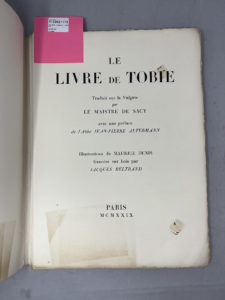 LE
LIVRE DE TOBIE
Traduit sur la Vulgate
par
LE MAISTRE DE SACY
avec une préface
de l'Abbé JEAN-PIERRE ALTERMANN
Illustrations de MAURICE DENIS
gravées sur bois par
JACQUES BELTRAND
PARIS
MCMXXIX